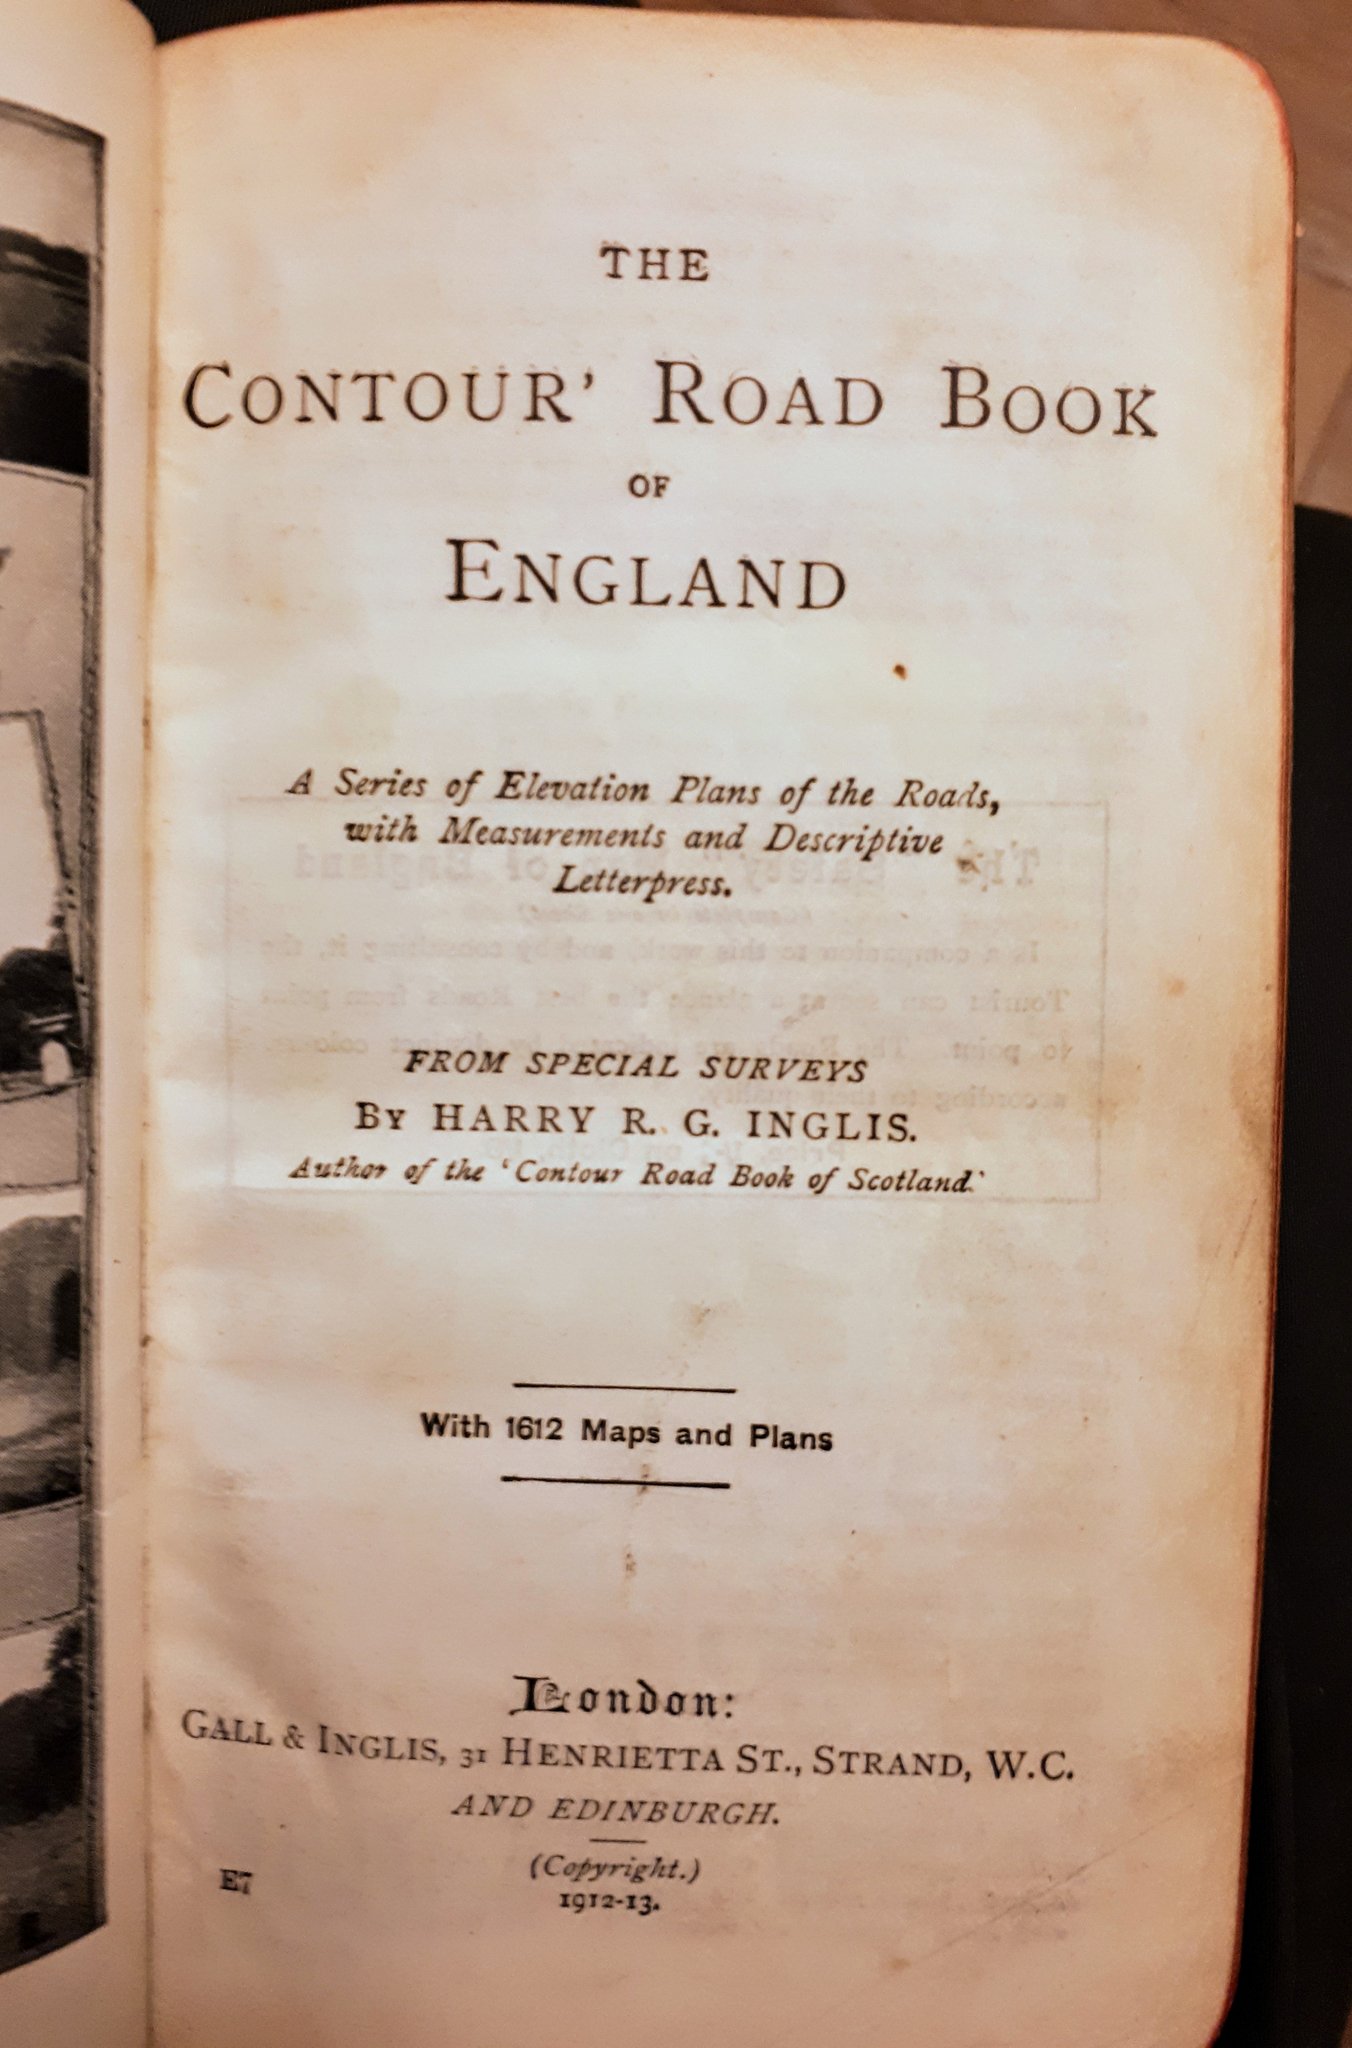 THE
CONTOUR' ROAD BOOK
OF
ENGLAND
A Series of Elevation Plans of the Roads,
with Measurements and Descriptive
Letterpress.
FROM SPECIAL SURVEYS
BY HARRY R. G. INGLIS.
Author of the 'Contour Road Book of Scotland.'
With 1612 Maps and Plans
London:
GALL & INGLIS, 31 HENRIETTA ST., STRAND, W.C.
AND EDINBURGH.
(Copyright.)
E7
1912-13.